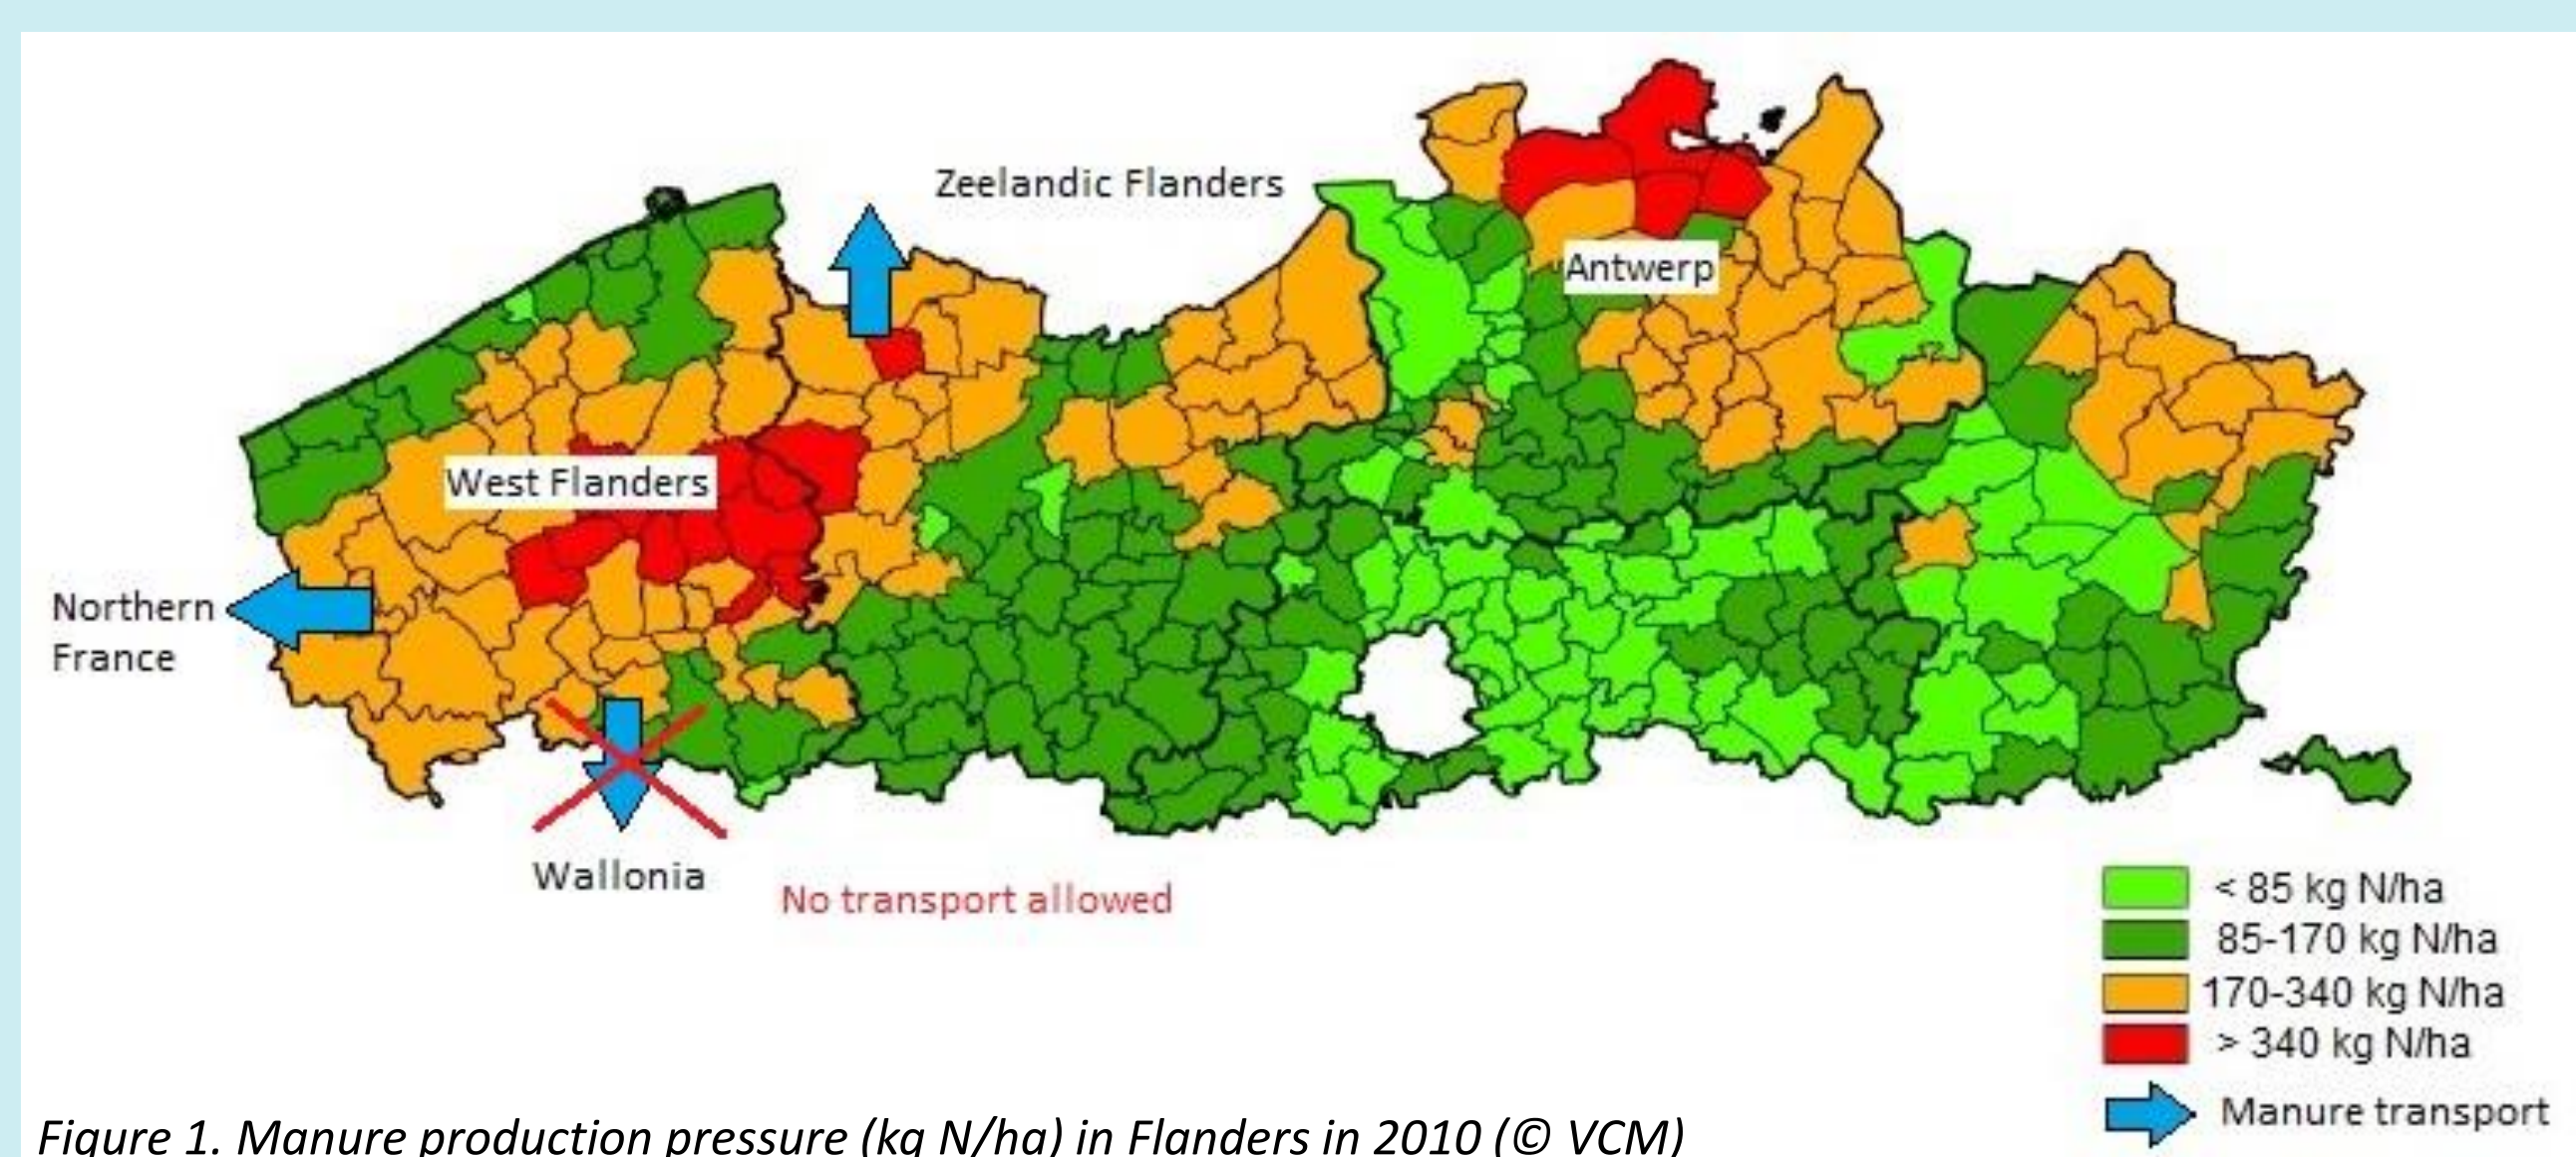 Zeelandic Flanders
Antwerp
West Flanders
Northern
France
Wallonia
No transport allowed
< 85 kg N/ha
85-170 kg N/ha
170-340 kg N/ha
> 340 kg N/ha
Manure transport
Figure 1. Manure production pressure (kg N/ha) in Flanders in 2010 (© VCM)